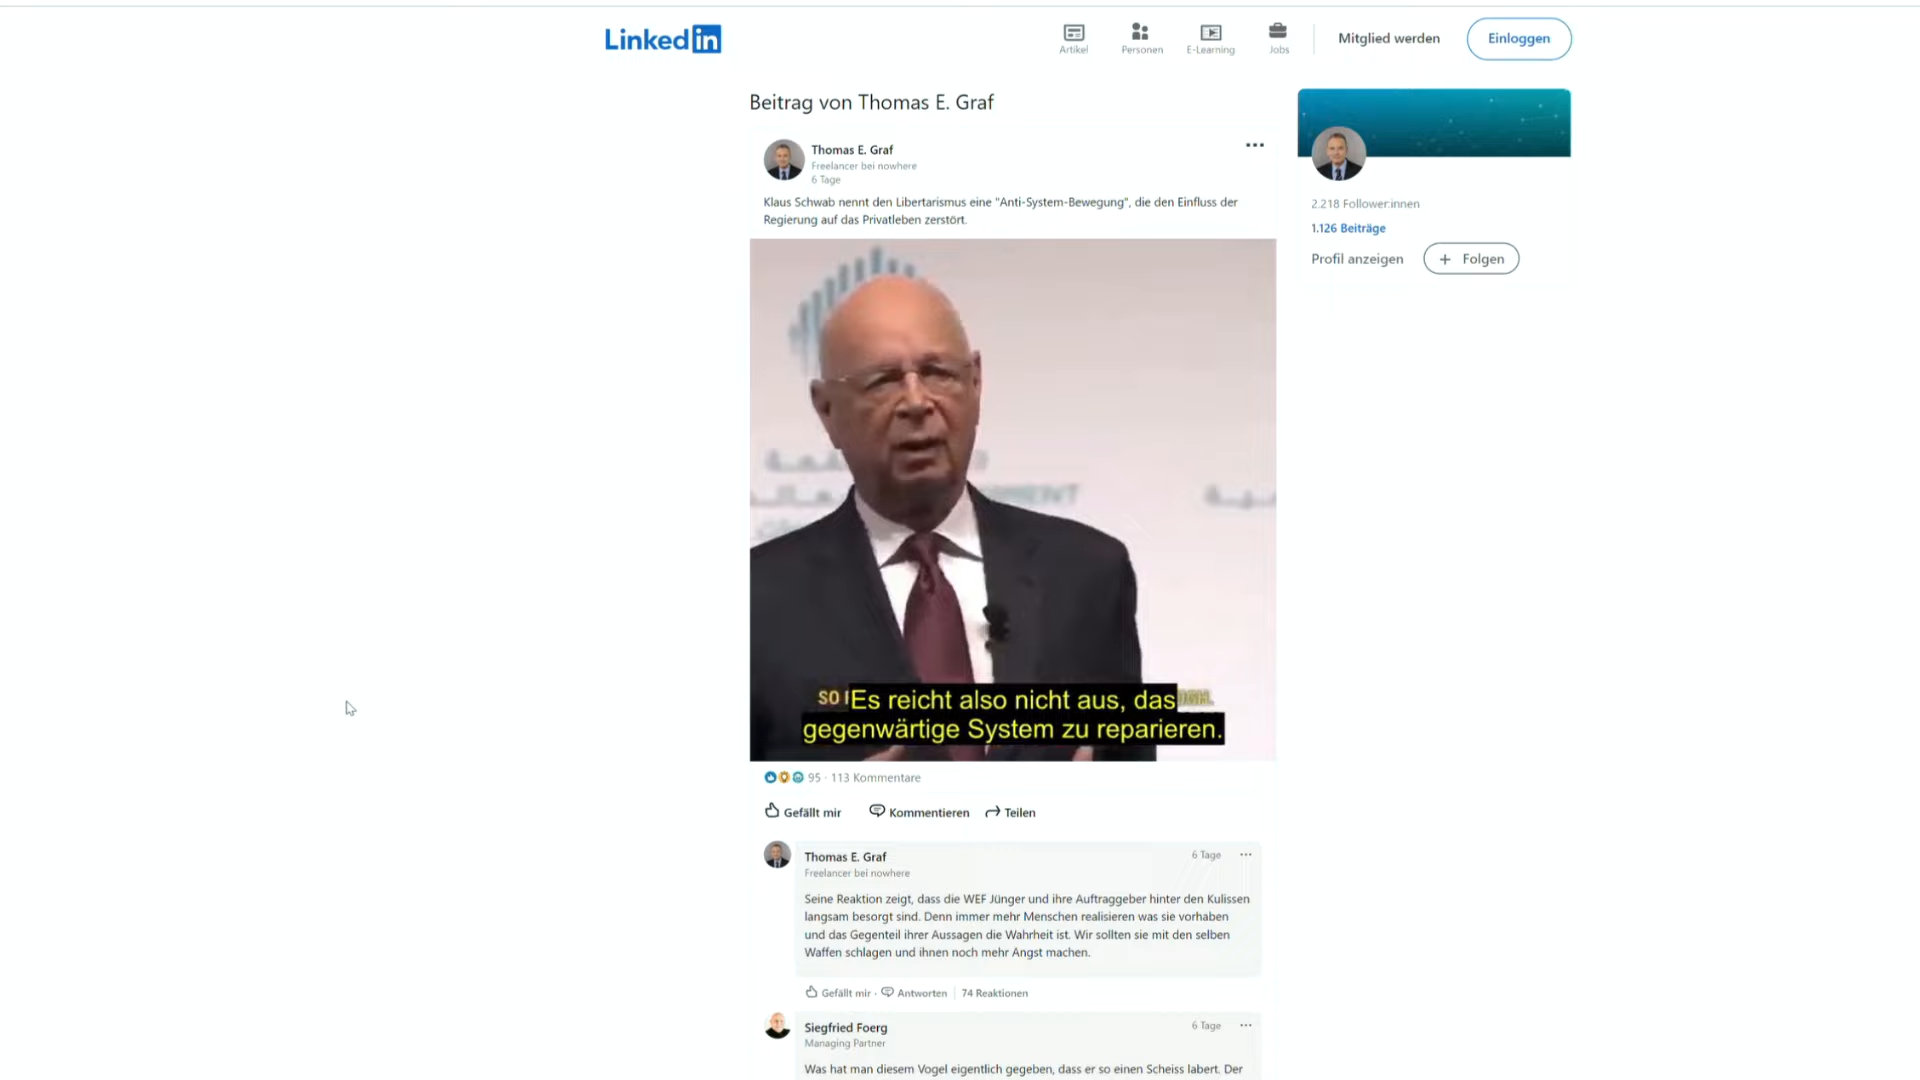 Linked in
Artikel
Personen
E-Learning
Jobs
Mitglied werden
Einloggen
Beitrag von Thomas E. Graf
Thomas E. Graf
Freelancer bei nowhere
6 Tage
Klaus Schwab nennt den Libertarismus eine "Anti-System-Bewegung", die den Einfluss der
Regierung auf das Privatleben zerstört.
2.218 Follower:innen
1.126 Beiträge
Profil anzeigen
+ Folgen
SO
Es reicht also nicht aus, das
gegenwärtige System zu reparieren.
95 · 113 Kommentare
Gefällt mir
Kommentieren
Teilen
Thomas E. Graf
6 Tage
Freelancer bei nowhere
Seine Reaktion zeigt, dass die WEF Jünger und ihre Auftraggeber hinter den Kulissen
langsam besorgt sind. Denn immer mehr Menschen realisieren was sie vorhaben
und das Gegenteil ihrer Aussagen die Wahrheit ist. Wir sollten sie mit den selben
Waffen schlagen und ihnen noch mehr Angst machen.
Gefällt mir · Antworten | 74 Reaktionen
Siegfried Foerg
6 Tage
Managing Partner
Was hat man diesem Vogel eigentlich gegeben, dass er so einen Scheiss labert. Der